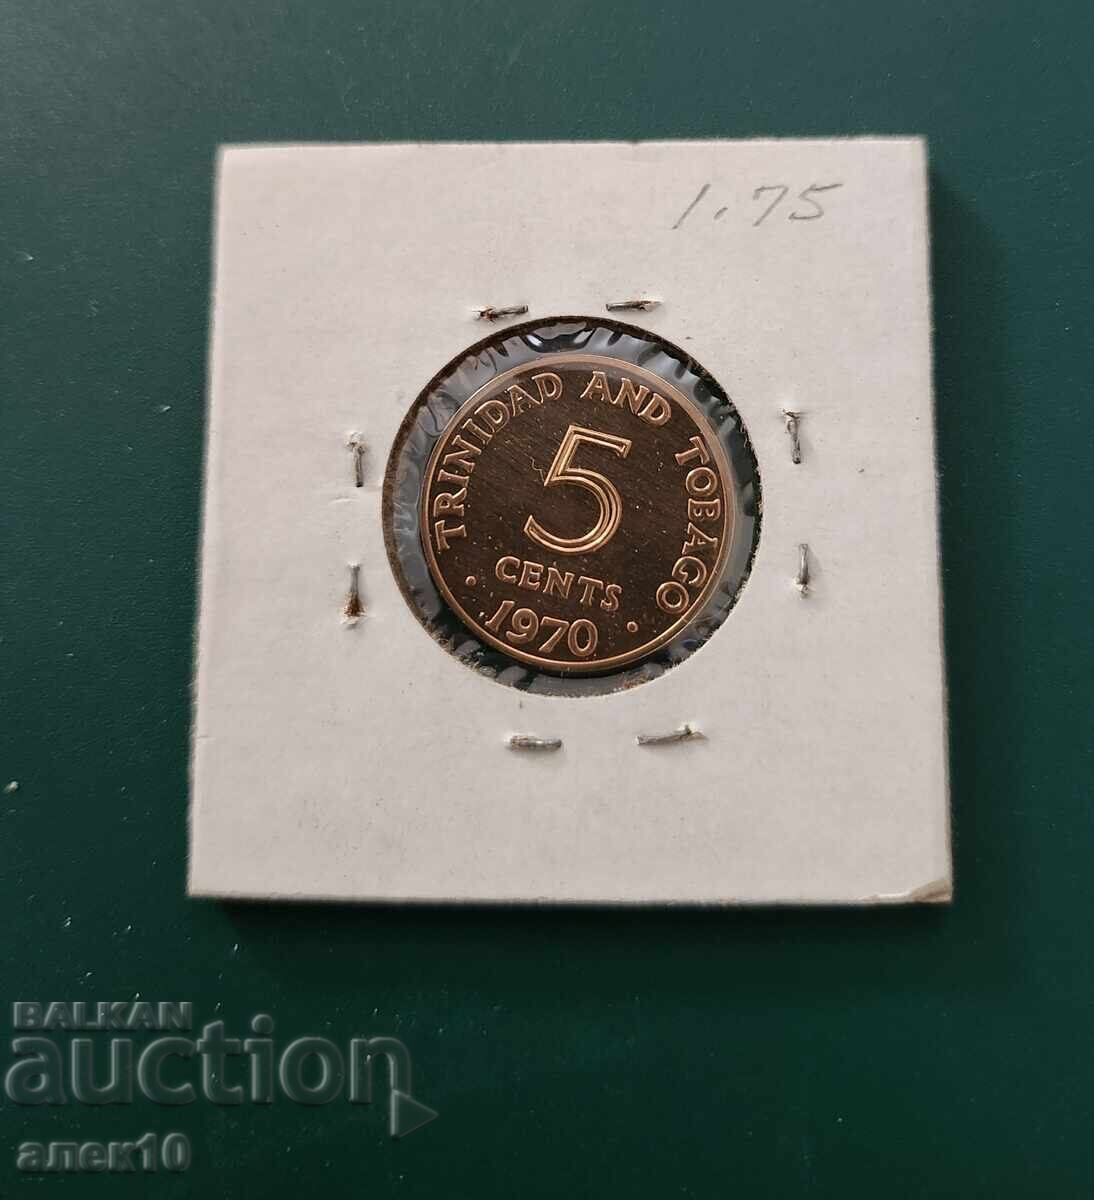 1.75
TRINIDAD AND TOBAGO
5
CENTS
• 1970 •
BALKAN
auction
алек10